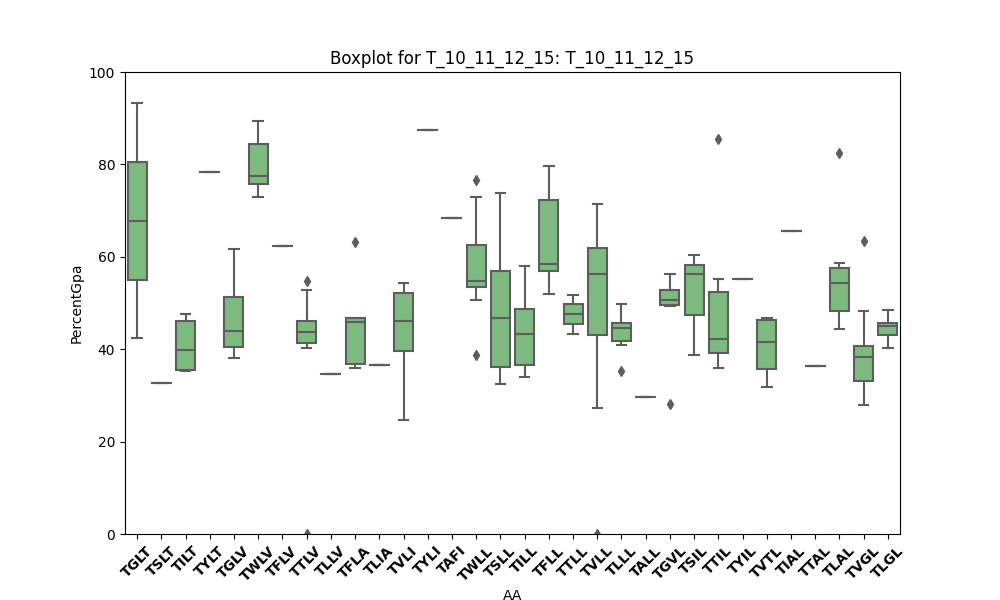 Boxplot for T_10_11_12_15: T_10_11_12_15
100
80
60
40
20
0
PercentGpa
TGLT TSLT TILT TYLT TGLV TWLV TFLV TTLV TLLV TFLA TLIA TVLI TYLI TAFI TWLL TSLL TILL TFLL TTLL TVLL TLLL TALL TGVL TSIL TTIL TYIL TVTL TIAL TTAL TLAL TVGL TLGL
AA